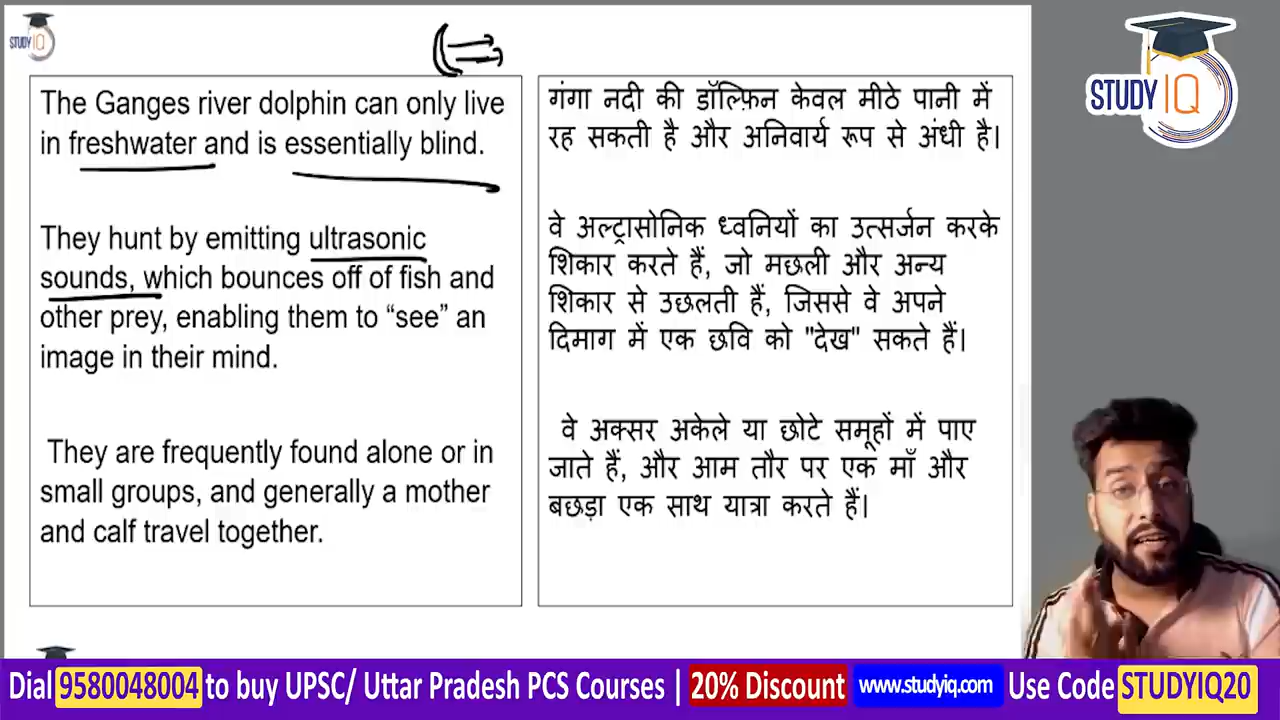 STUDY IQ
The Ganges river dolphin can only live
in freshwater and is essentially blind.
They hunt by emitting ultrasonic
sounds, which bounces off of fish and
other prey, enabling them to “see” an
image in their mind.
They are frequently found alone or in
small groups, and generally a mother
and calf travel together.
गंगा नदी की डॉल्फ़िन केवल मीठे पानी में
रह सकती है और अनिवार्य रूप से अंधी है।
वे अल्ट्रासोनिक ध्वनियों का उत्सर्जन करके
शिकार करते हैं, जो मछली और अन्य
शिकार से उछलती हैं, जिससे वे अपने
दिमाग में एक छवि को "देख" सकते हैं।
वे अक्सर अकेले या छोटे समूहों में पाए
जाते हैं, और आम तौर पर एक माँ और
बछड़ा एक साथ यात्रा करते हैं।
STUDY IQ
Dial 9580048004 to buy UPSC/ Uttar Pradesh PCS Courses | 20% Discount www.studyiq.com Use Code STUDYIQ20